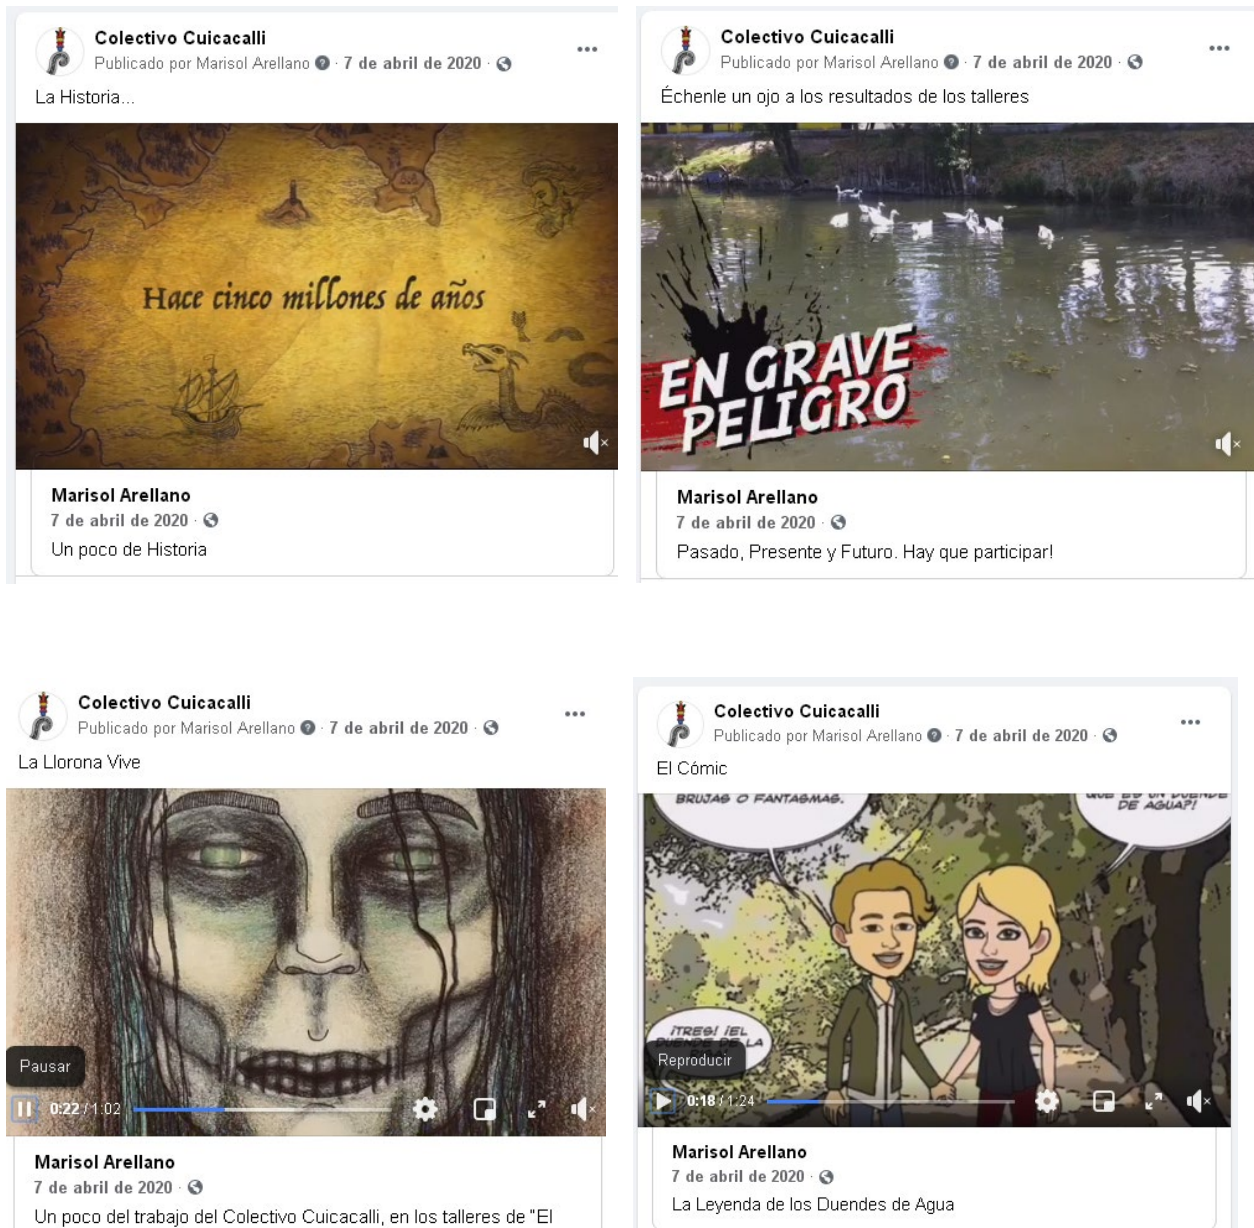 Colectivo Cuicacalli
Publicado por Marisol Arellano · 7 de abril de 2020 ·
La Historia...
Hace cinco millones de años
Marisol Arellano
7 de abril de 2020 ·
Un poco de Historia
Colectivo Cuicacalli
Publicado por Marisol Arellano · 7 de abril de 2020 ·
Échenle un ojo a los resultados de los talleres
EN GRAVE
PELIGRO
Marisol Arellano
7 de abril de 2020 ·
Pasado, Presente y Futuro. Hay que participar!
Colectivo Cuicacalli
Publicado por Marisol Arellano · 7 de abril de 2020 ·
La Llorona Vive
Pausar
0:22 / 1:02
Marisol Arellano
7 de abril de 2020 ·
Un poco del trabajo del Colectivo Cuicacalli, en los talleres de "El
Colectivo Cuicacalli
Publicado por Marisol Arellano · 7 de abril de 2020 ·
El Cómic
BRUJAS O FANTASMAS.
QUE ES UN DUENDE
DE AGUA?!
¡TRES! ¡EL
DUENDE DE LA
Reproducir
0:18 / 1:24
Marisol Arellano
7 de abril de 2020 ·
La Leyenda de los Duendes de Agua